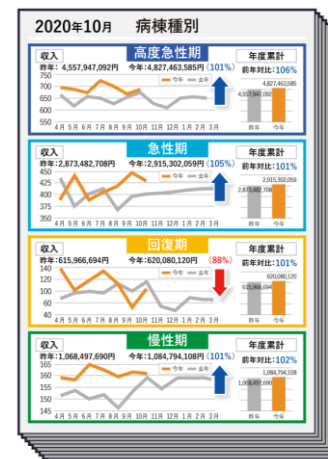 2020年10月 病棟種別
高度急性期
収入
昨年: 4,557,947,092円 今年:4,827,463,585円 (101%)
年度累計
前年対比:106%
750
700
650
600
550
今年 去年
4月 5月 6月 7月 8月 9月 10月 11月 12月 1月 2月 3月
4,827,463,585
4,557,947,092
昨年 今年
急性期
収入
昨年:2,873,482,708円 今年:2,915,302,059円 (105%)
年度累計
前年対比:101%
450
425
400
375
350
今年 去年
4月 5月 6月 7月 8月 9月 10月 11月 12月 1月 2月 3月
2,915,302,059
2,873,482,708
昨年 今年
回復期
収入
昨年:615,966,694円 今年:620,080,120円 (88%)
年度累計
前年対比:101%
140
120
100
60
40
今年 去年
4月 5月 6月 7月 8月 9月 10月 11月 12月 1月 2月 3月
620,080,120
615,966,694
昨年 今年
慢性期
収入
昨年:1,068,497,690円 今年:1,084,794,108円 (101%)
年度累計
前年対比:102%
165
160
155
150
145
今年 去年
4月 5月 6月 7月 8月 9月 10月 11月 12月 1月 2月 3月
1,084,794,108
1,068,497,690
昨年 今年